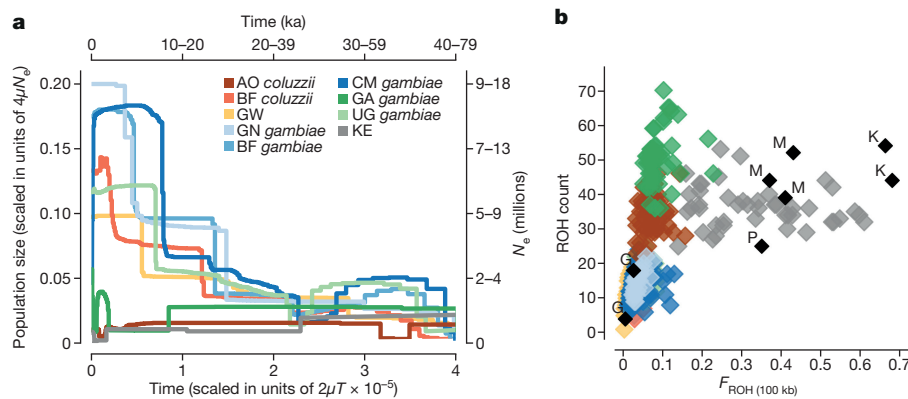 a
Time (ka)
0 10–20 20–39 30–59 40–79
Population size (scaled in units of 4μNe)
0.20
0.15
0.10
0.05
0
AO coluzzii
BF coluzzii
GW
GN gambiae
BF gambiae
CM gambiae
GA gambiae
UG gambiae
KE
9–18
7–13
5–9
2–4
0
Ne (millions)
0 1 2 3 4
Time (scaled in units of 2μT × 10⁻⁵)
b
ROH count
70
60
50
40
30
20
10
0
K
M
K
M
M
P
G
G
0 0.1 0.2 0.3 0.4 0.5 0.6 0.7
FROH (100 kb)